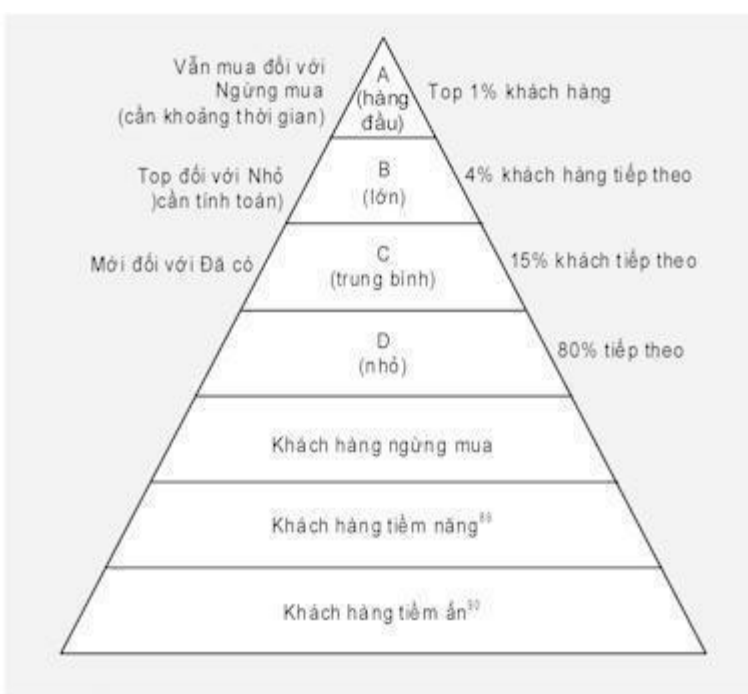 Vẫn mua đối với
Ngừng mua
(cần khoảng thời gian)
A
(hàng
đầu)
Top 1% khách hàng
Top đối với Nhỏ
)cần tính toán)
B
(lớn)
4% khách hàng tiếp theo
Mới đối với Đã có
C
(trung bình)
15% khách tiếp theo
D
(nhỏ)
80% tiếp theo
Khách hàng ngừng mua
Khách hàng tiềm năng⁸⁹
Khách hàng tiềm ẩn⁹⁰